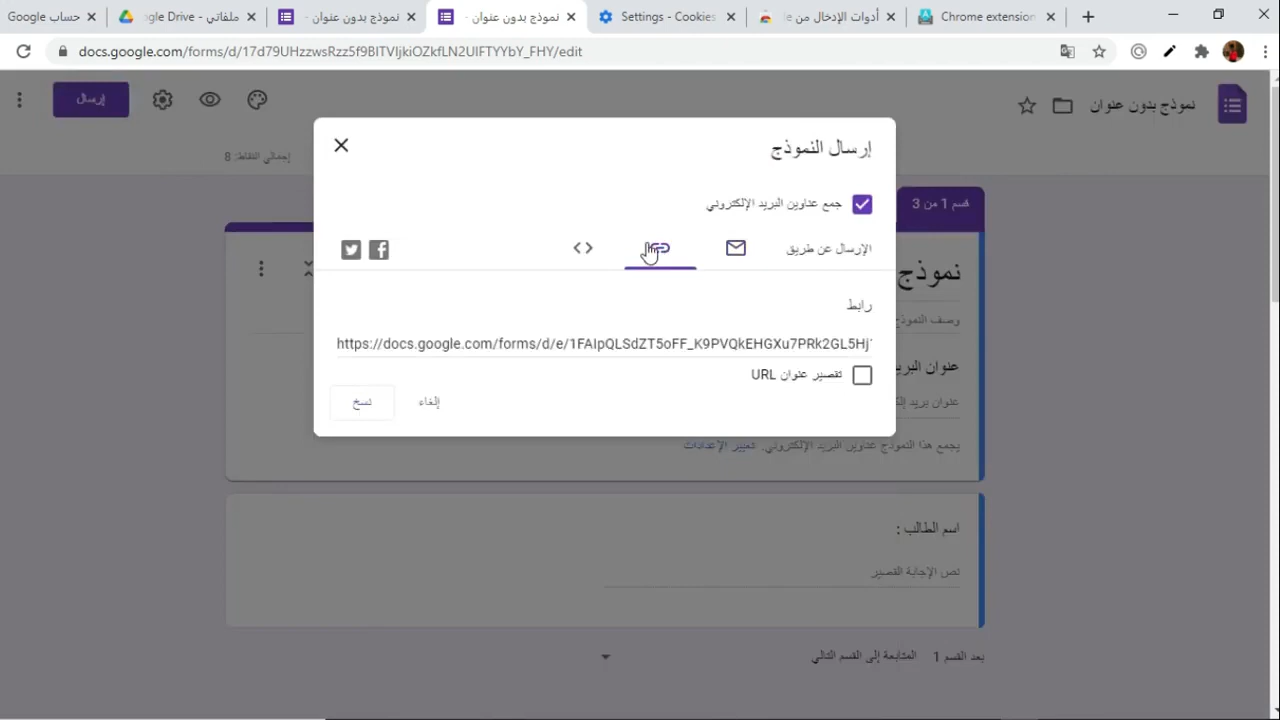 حساب Google
ملفاتي - Google Drive
نموذج بدون عنوان -
نموذج بدون عنوان -
Settings - Cookies
أدوات الإدخال من
Chrome extension
docs.google.com/forms/d/17d79UHzzwsRzz5f9BITVIjkiOZkfLN2UIFTYYbY_FHY/edit
نموذج بدون عنوان
إرسال
إجمالي النقاط: 8
إرسال النموذج
جمع عناوين البريد الإلكتروني
الإرسال عن طريق
رابط
https://docs.google.com/forms/d/e/1FAIpQLSdZT5oFF_K9PVQkEHGXu7PRk2GL5Hj
تقصير عنوان URL
إلغاء
نسخ
قسم 1 من 3
نموذج
وصف النموذج
عنوان البريد
عنوان بريد
يجمع هذا النموذج عناوين البريد الإلكتروني. تغيير الإعدادات
اسم الطالب :
نص الإجابة القصير
بعد القسم 1 المتابعة إلى القسم التالي